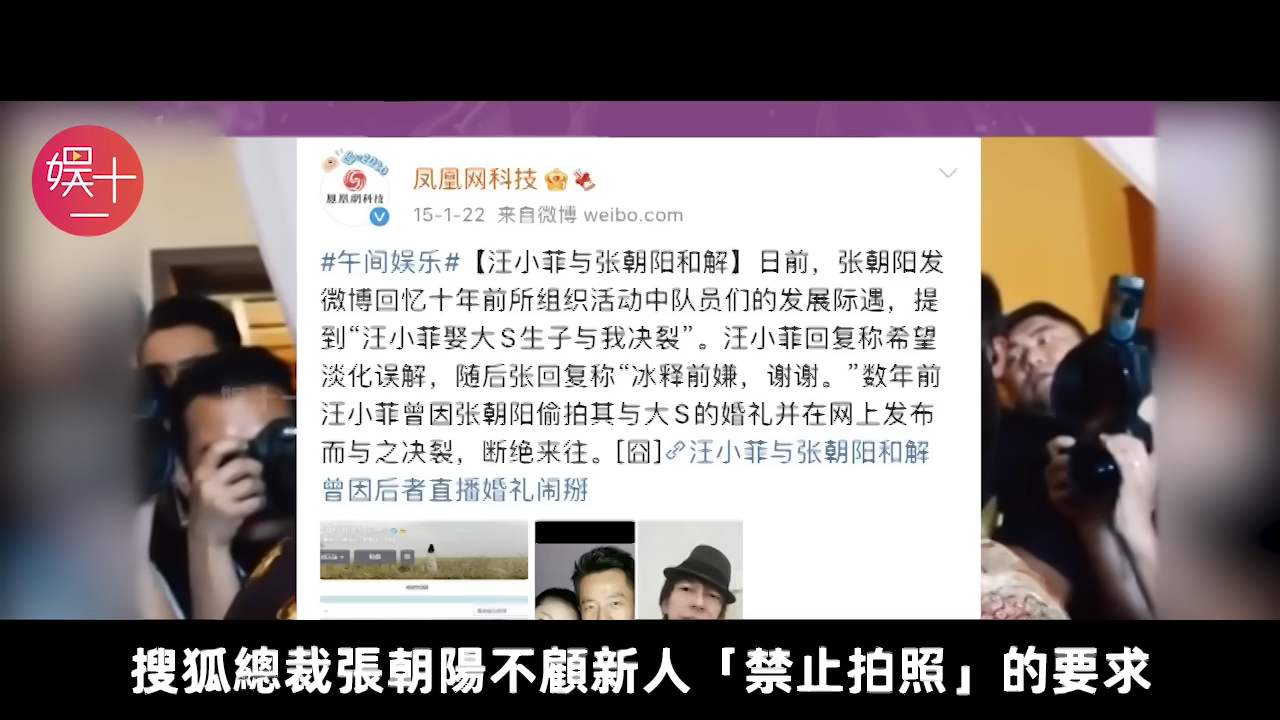 娱十一
凤凰网科技
鳳凰網科技
15-1-22 来自微博 weibo.com
#午间娱乐#【汪小菲与张朝阳和解】日前，张朝阳发
微博回忆十年前所组织活动中队员们的发展际遇，提
到“汪小菲娶大S生子与我决裂”。汪小菲回复称希望
淡化误解，随后张回复称“冰释前嫌，谢谢。”数年前
汪小菲曾因张朝阳偷拍其与大S的婚礼并在网上发布
而与之决裂，断绝来往。[囧]汪小菲与张朝阳和解
曾因后者直播婚礼闹掰
搜狐總裁張朝陽不顧新人「禁止拍照」的要求